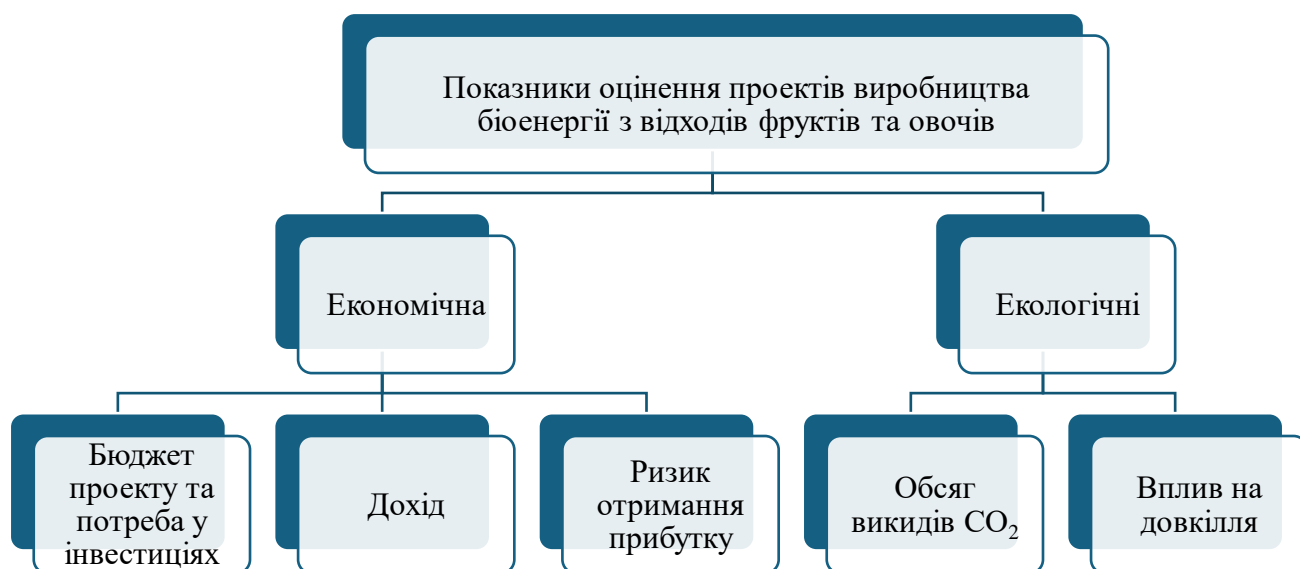 Показники оцінення проектів виробництва
біоенергії з відходів фруктів та овочів
Економічна
Екологічні
Бюджет
проекту та
потреба у
інвестиціях
Дохід
Ризик
отримання
прибутку
Обсяг
викидів CO₂
Вплив на
довкілля